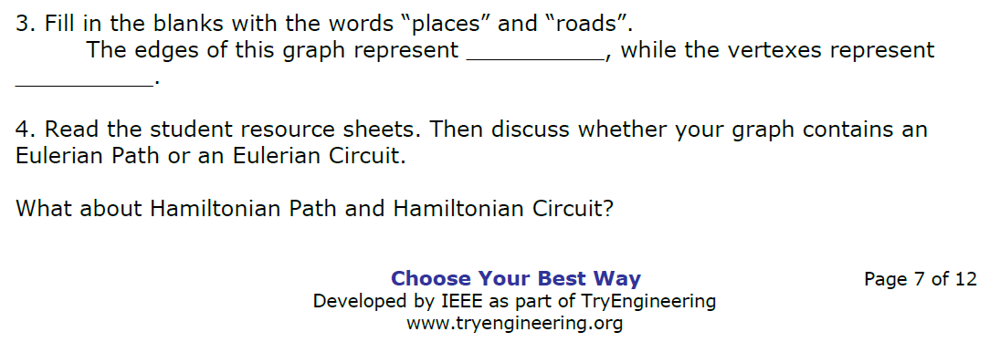 3. Fill in the blanks with the words “places” and “roads”.
The edges of this graph represent ____________, while the vertexes represent
____________.
4. Read the student resource sheets. Then discuss whether your graph contains an
Eulerian Path or an Eulerian Circuit.
What about Hamiltonian Path and Hamiltonian Circuit?
Choose Your Best Way
Page 7 of 12
Developed by IEEE as part of TryEngineering
www.tryengineering.org